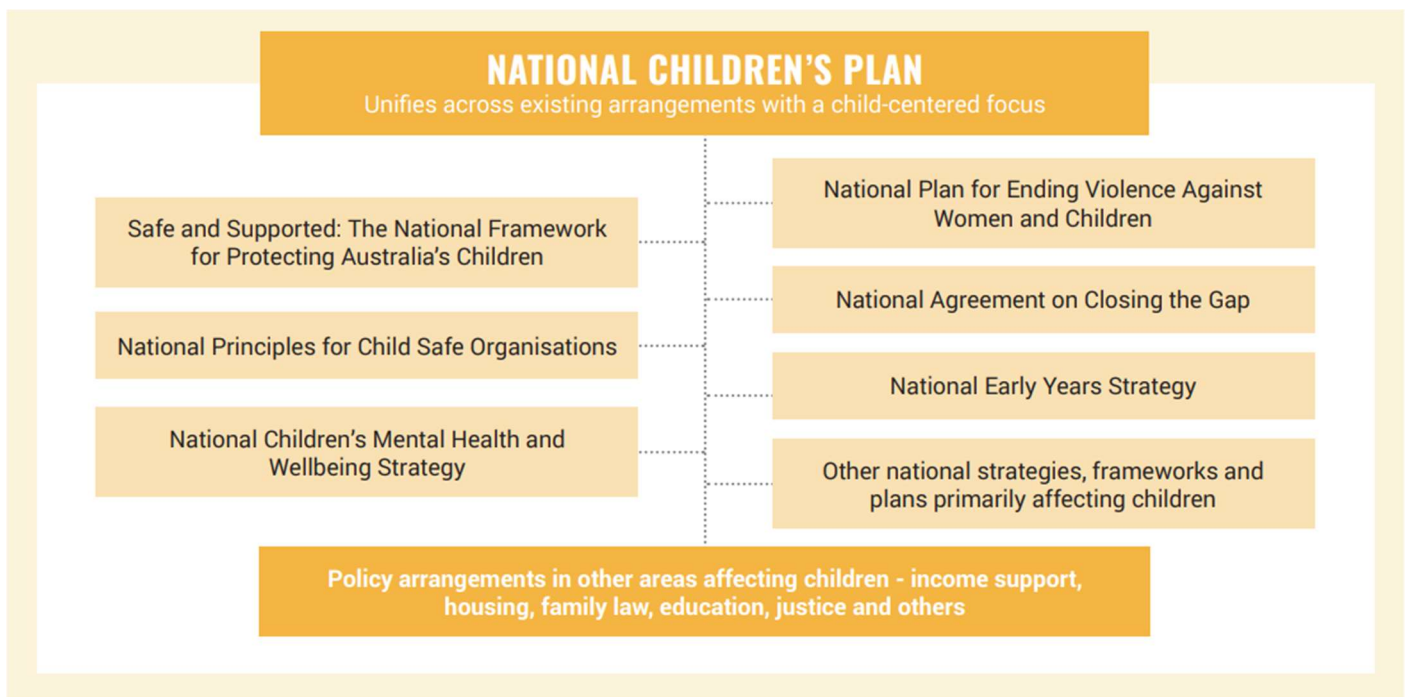 NATIONAL CHILDREN'S PLAN
Unifies across existing arrangements with a child-centered focus
Safe and Supported: The National Framework
for Protecting Australia's Children
National Principles for Child Safe Organisations
National Children's Mental Health and
Wellbeing Strategy
National Plan for Ending Violence Against
Women and Children
National Agreement on Closing the Gap
National Early Years Strategy
Other national strategies, frameworks and
plans primarily affecting children
Policy arrangements in other areas affecting children - income support,
housing, family law, education, justice and others